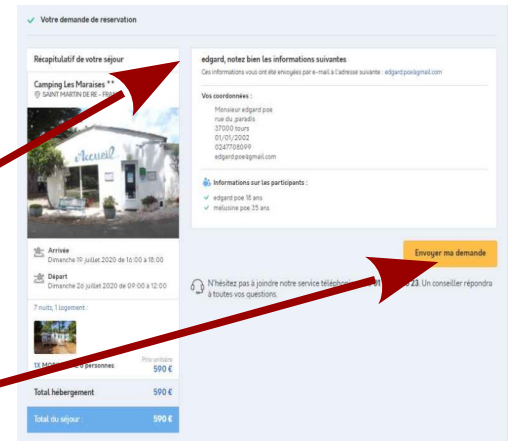 Votre demande de reservation
Récapitulatif de votre séjour
Camping Les Maraises **
SAINT MARTIN DE RE - FRA
Accueil
Arrivée
Dimanche 19 juillet 2020 de 16:00 à 18:00
Départ
Dimanche 26 juillet 2020 de 09:00 à 12:00
7 nuits, 1 logement :
1X MO personnes
Prix unitaire
590 €
Total hébergement 590 €
Total du séjour : 590 €
edgard, notez bien les informations suivantes
Ces informations vous ont été envoyées par e-mail à l'adresse suivante : edgard.poe@gmail.com
Vos coordonnées :
Monsieur edgard poe
rue du paradis
37000 tours
01/01/2002
0247708099
edgard.poe@gmail.com
Informations sur les participants :
edgard poe 18 ans
melusine poe 35 ans
Envoyer ma demande
N'hésitez pas à joindre notre service téléphoni 01 23. Un conseiller répondra
à toutes vos questions.